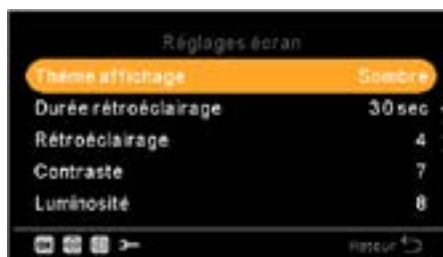 Réglages écran
Thème affichage Sombre
Durée rétroéclairage 30 sec
Rétroéclairage 4
Contraste 7
Luminosité 8
Retour